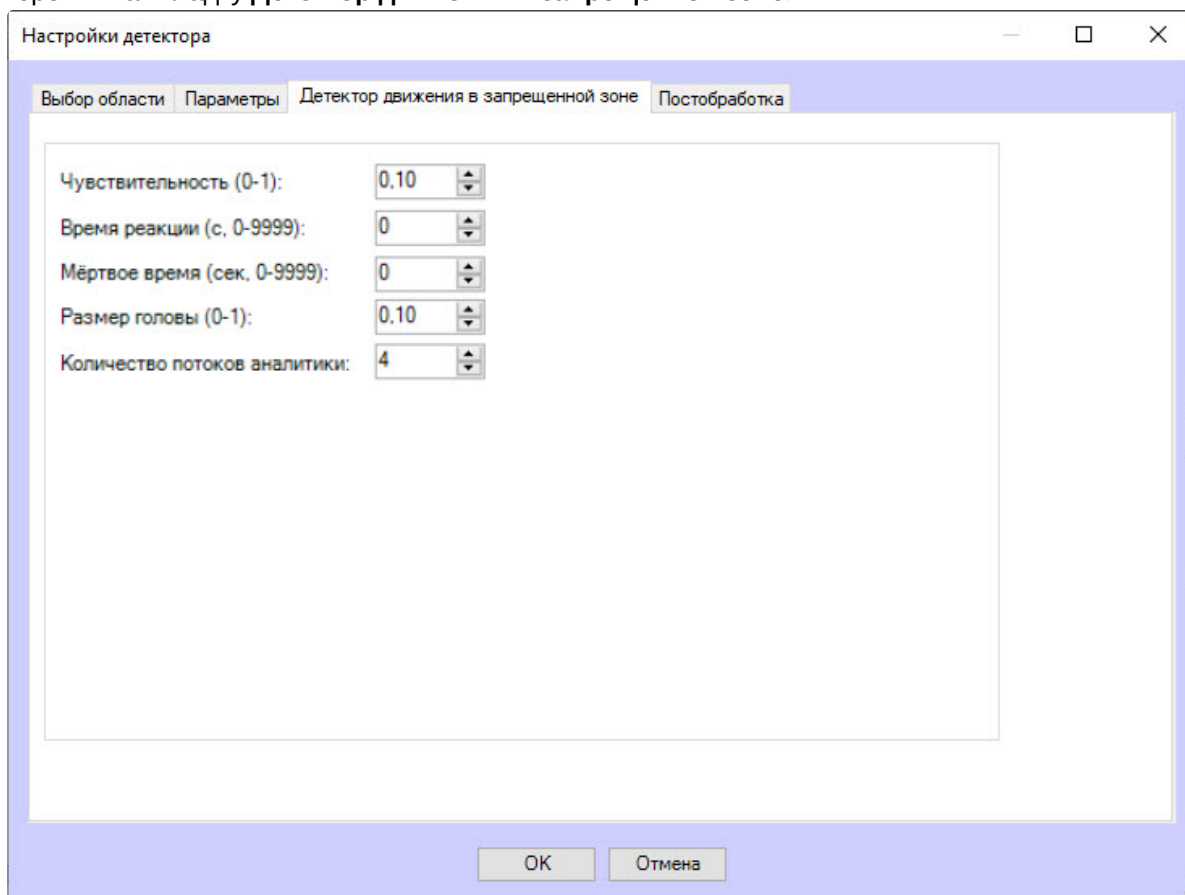 Настройки детектора
Выбор области Параметры Детектор движения в запрещенной зоне Постобработка
Чувствительность (0-1): 0,10
Время реакции (с, 0-9999): 0
Мёртвое время (сек, 0-9999): 0
Размер головы (0-1): 0,10
Количество потоков аналитики: 4
OK Отмена